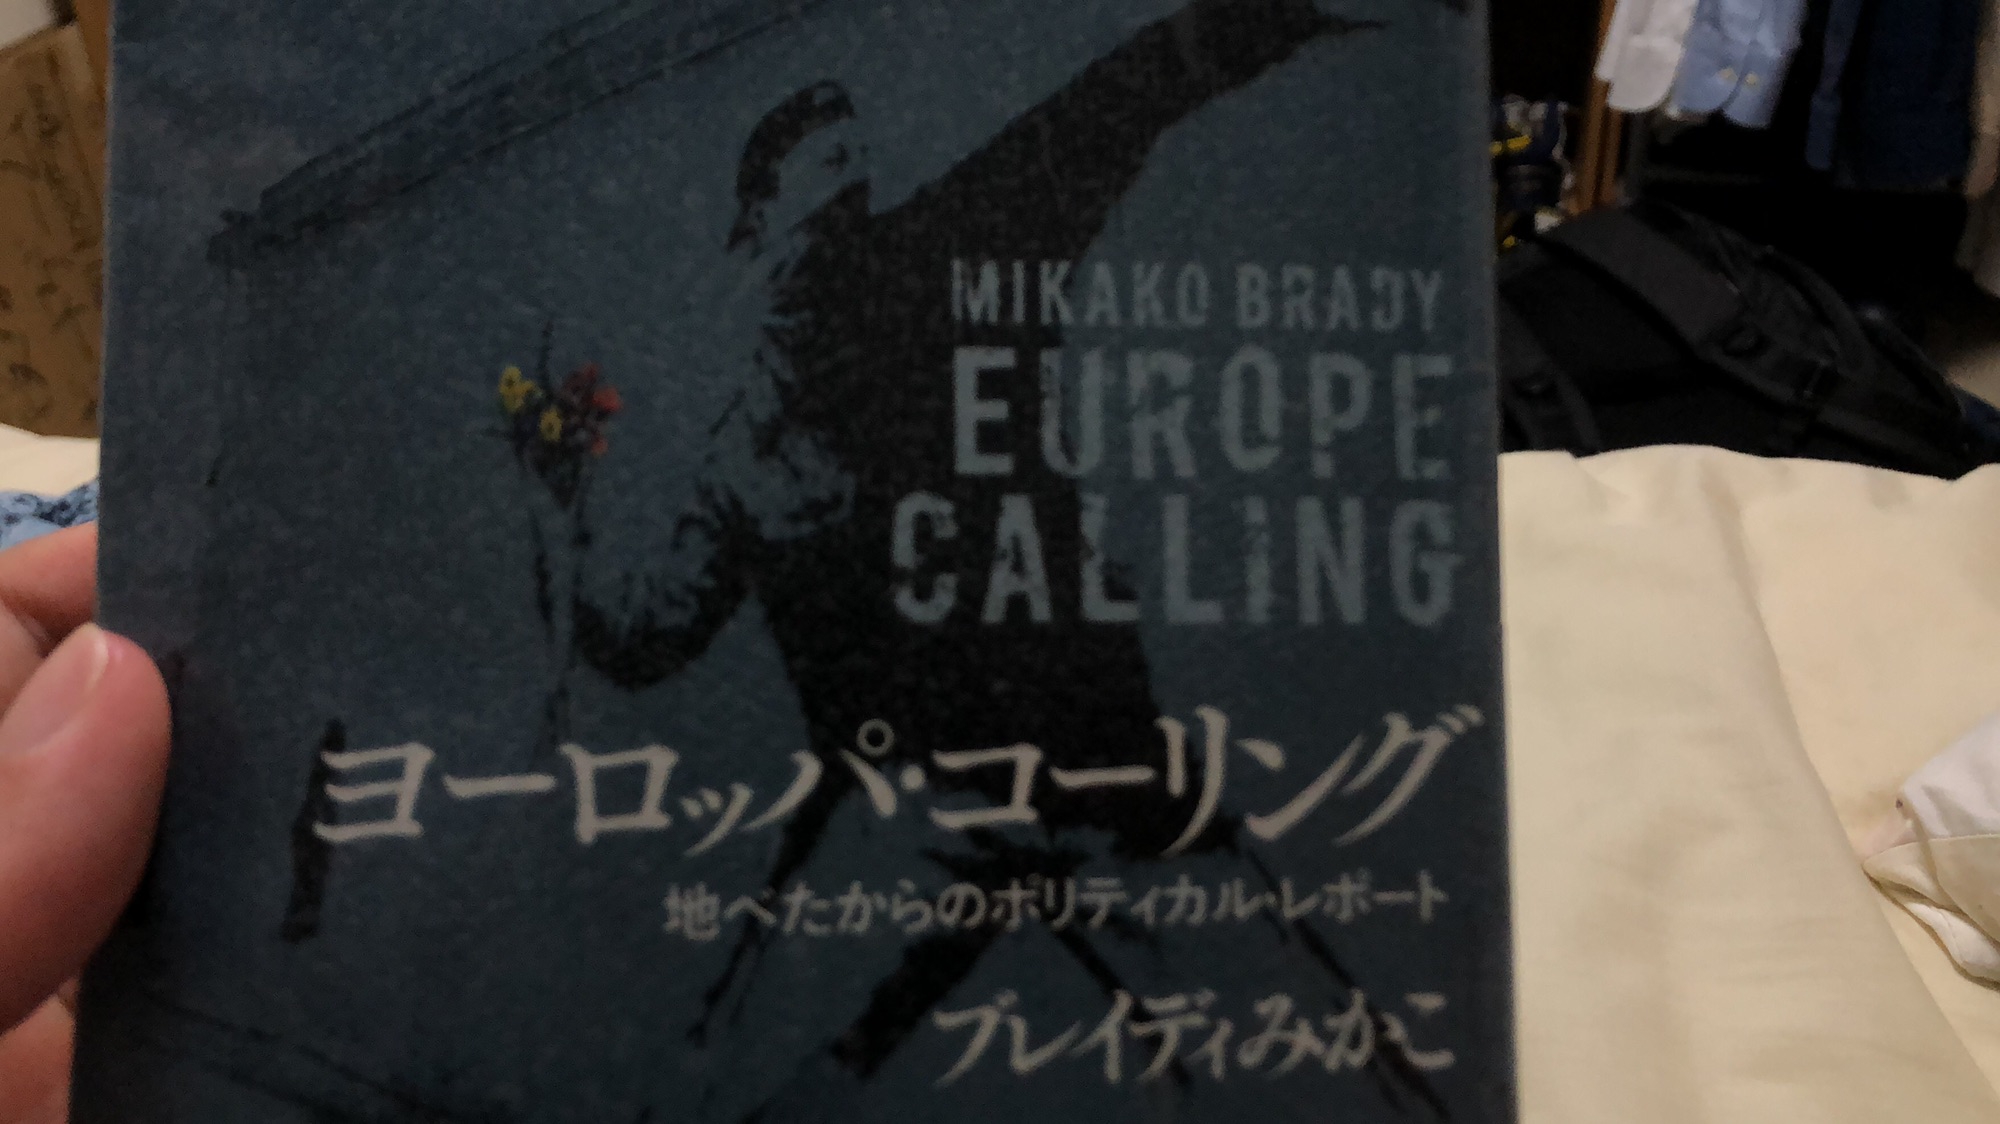 MIKAKO BRADY
EUROPE
CALLING
ヨーロッパ・コーリング
地べたからのポリティカル・レポート
ブレイディみかこ